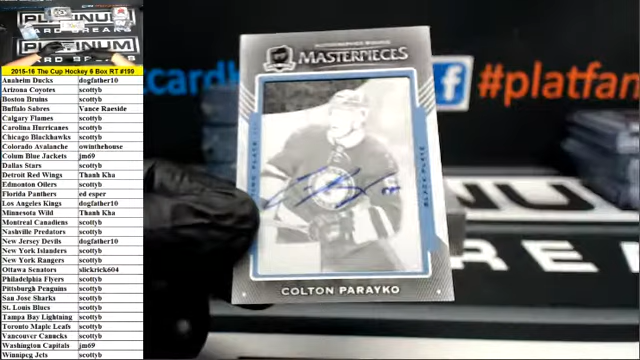 PLATINUM
CARD BREAKS
PLATINUM
2015-16 The Cup Hockey 6 Box RT #199
Anaheim Ducks dogfather10
Arizona Coyotes scottyb
Boston Bruins scottyb
Buffalo Sabres Vance Raeside
Calgary Flames scottyb
Carolina Hurricanes scottyb
Chicago Blackhawks scottyb
Colorado Avalanche owinthehouse
Colum Blue Jackets jm69
Dallas Stars scottyb
Detroit Red Wings Thanh Kha
Edmonton Oilers scottyb
Florida Panthers ed esper
Los Angeles Kings dogfather10
Minnesota Wild Thanh Kha
Montreal Canadiens scottyb
Nashville Predators scottyb
New Jersey Devils dogfather10
New York Islanders scottyb
New York Rangers scottyb
Ottawa Senators slickrick604
Philadelphia Flyers scottyb
Pittsburgh Penguins scottyb
San Jose Sharks scottyb
St. Louis Blues scottyb
Tampa Bay Lightning scottyb
Toronto Maple Leafs scottyb
Vancouver Canucks scottyb
Washington Capitals jm69
Winnipeg Jets scottyb
MASTERPIECES
BLACK PLATE
COLTON PARAYKO
cardb
f #platfan